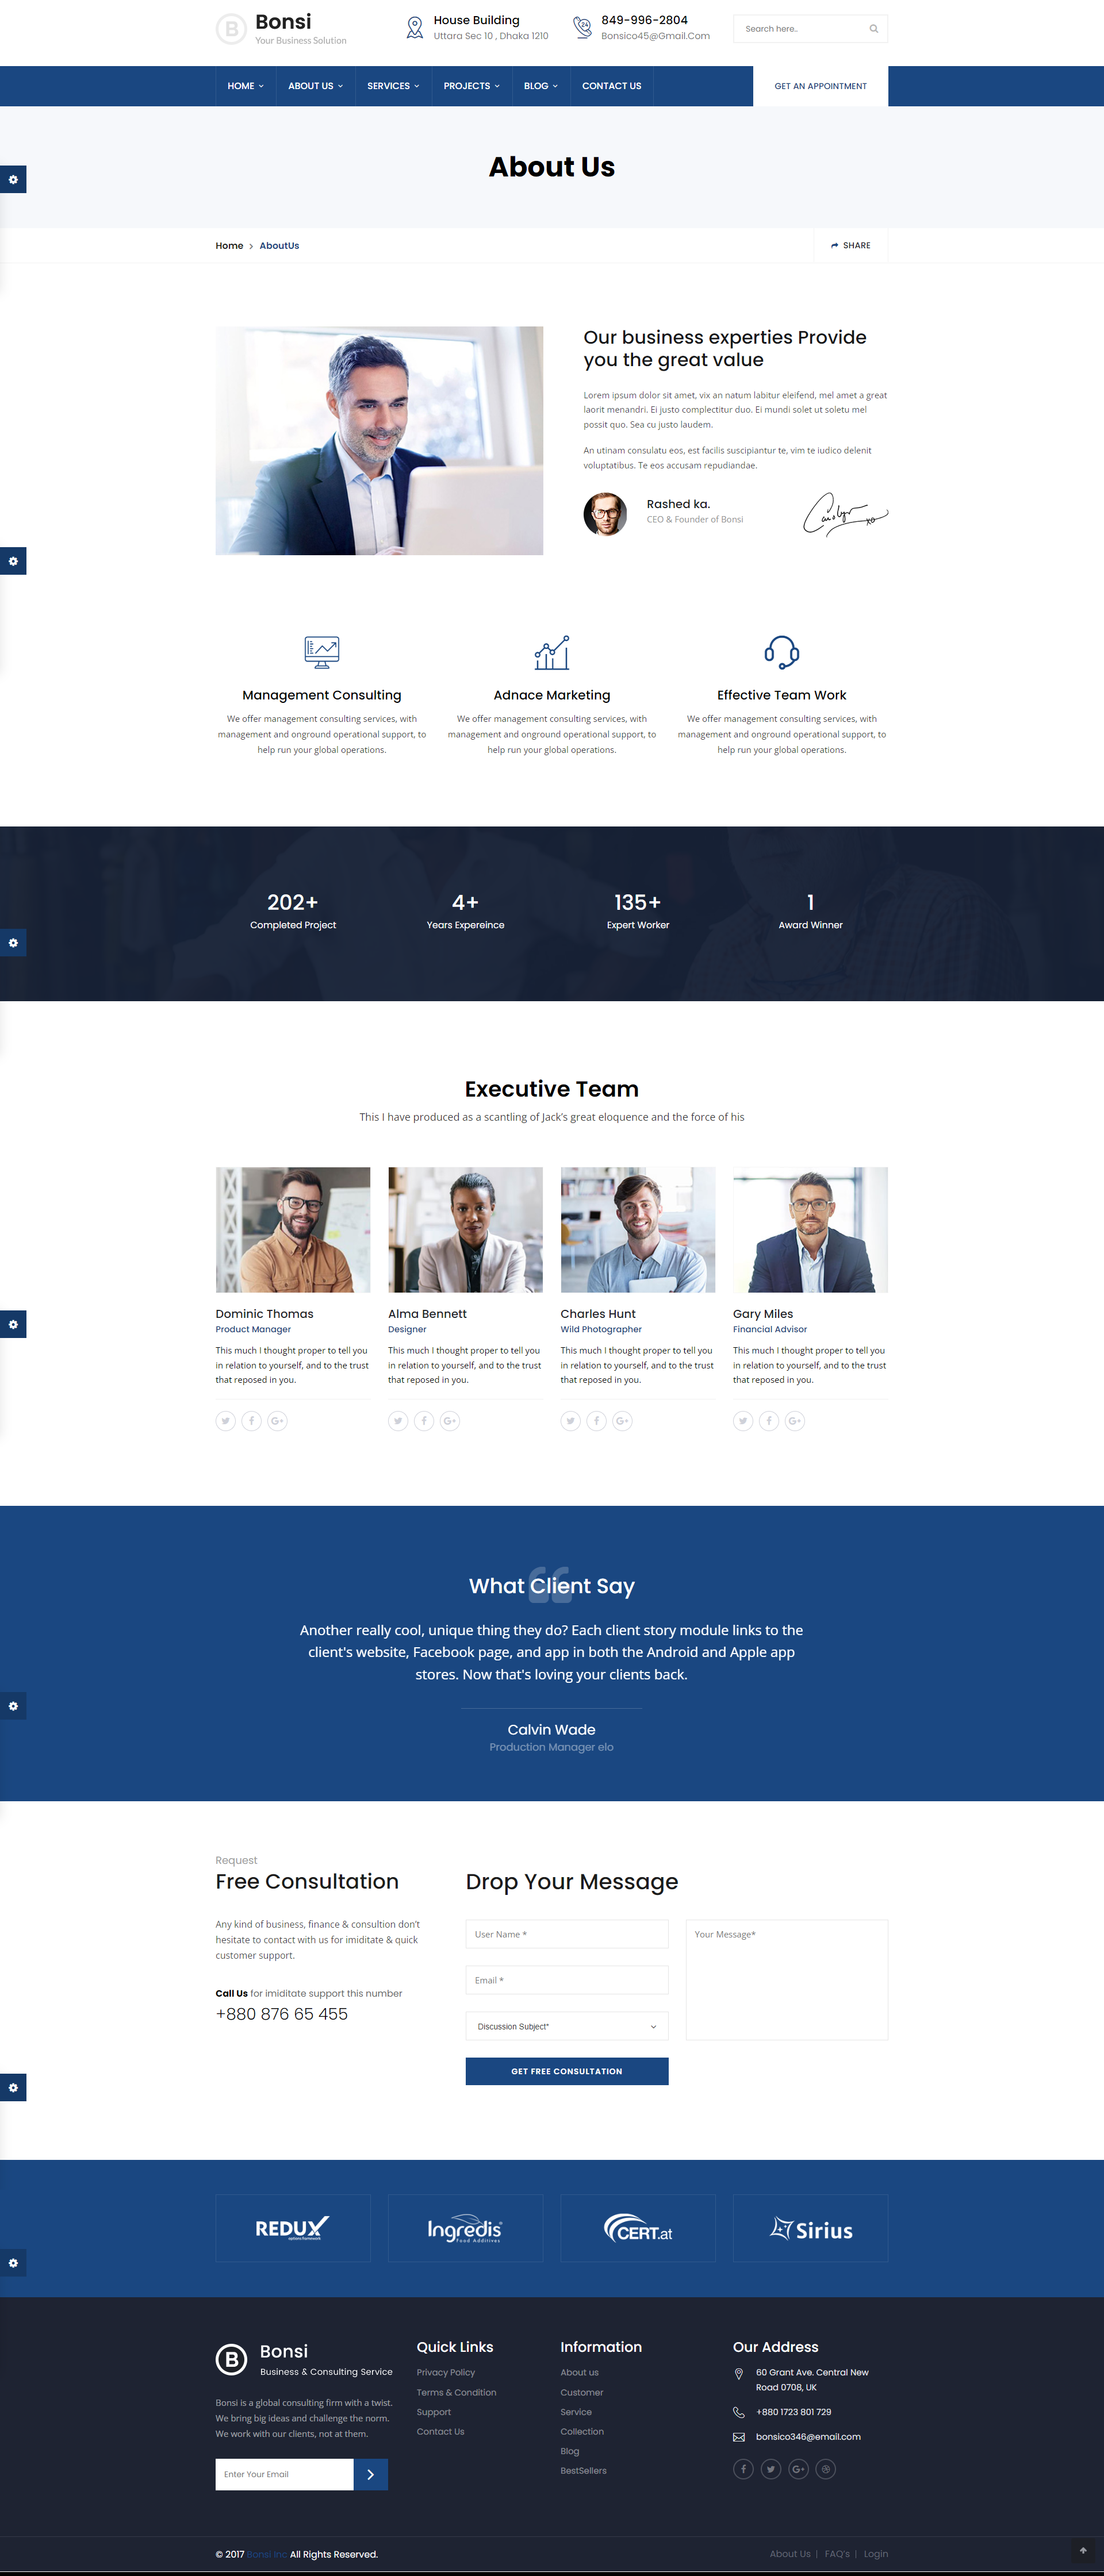 B
Bonsi
Your Business Solution
House Building
Uttara Sec 10 , Dhaka 1210
24
849-996-2804
Bonsico45@Gmail.Com
Search here..
HOME
ABOUT US
SERVICES
PROJECTS
BLOG
CONTACT US
GET AN APPOINTMENT
About Us
Home
AboutUs
SHARE
Our business experties Provide
you the great value
Lorem ipsum dolor sit amet, vix an natum labitur eleifend, mel amet a great
laorit menandri. Ei justo complectitur duo. Ei mundi solet ut soletu mel
possit quo. Sea cu justo laudem.
An utinam consulatu eos, est facilis suscipiantur te, vim te iudico delenit
voluptatibus. Te eos accusam repudiandae.
Rashed ka.
CEO & Founder of Bonsi
Management Consulting
We offer management consulting services, with
management and onground operational support, to
help run your global operations.
Adnace Marketing
We offer management consulting services, with
management and onground operational support, to
help run your global operations.
Effective Team Work
We offer management consulting services, with
management and onground operational support, to
help run your global operations.
202+
Completed Project
4+
Years Expereince
135+
Expert Worker
1
Award Winner
Executive Team
This I have produced as a scantling of Jack's great eloquence and the force of his
Dominic Thomas
Product Manager
This much I thought proper to tell you
in relation to yourself, and to the trust
that reposed in you.
Alma Bennett
Designer
This much I thought proper to tell you
in relation to yourself, and to the trust
that reposed in you.
Charles Hunt
Wild Photographer
This much I thought proper to tell you
in relation to yourself, and to the trust
that reposed in you.
Gary Miles
Financial Advisor
This much I thought proper to tell you
in relation to yourself, and to the trust
that reposed in you.
What Client Say
Another really cool, unique thing they do? Each client story module links to the
client's website, Facebook page, and app in both the Android and Apple app
stores. Now that's loving your clients back.
Calvin Wade
Production Manager elo
Request
Free Consultation
Any kind of business, finance & consultion don't
hesitate to contact with us for imiditate & quick
customer support.
Call Us for imiditate support this number
+880 876 65 455
Drop Your Message
User Name *
Email *
Discussion Subject*
Your Message*
GET FREE CONSULTATION
REDUX
options framework
Ingredis
Food Additives
CERT.at
Sirius
B
Bonsi
Business & Consulting Service
Bonsi is a global consulting firm with a twist.
We bring big ideas and challenge the norm.
We work with our clients, not at them.
Enter Your Email
Quick Links
Privacy Policy
Terms & Condition
Support
Contact Us
Information
About us
Customer
Service
Collection
Blog
BestSellers
Our Address
60 Grant Ave. Central New
Road 0708, UK
+880 1723 801 729
bonsico346@email.com
© 2017 Bonsi Inc All Rights Reserved.
About Us | FAQ's | Login